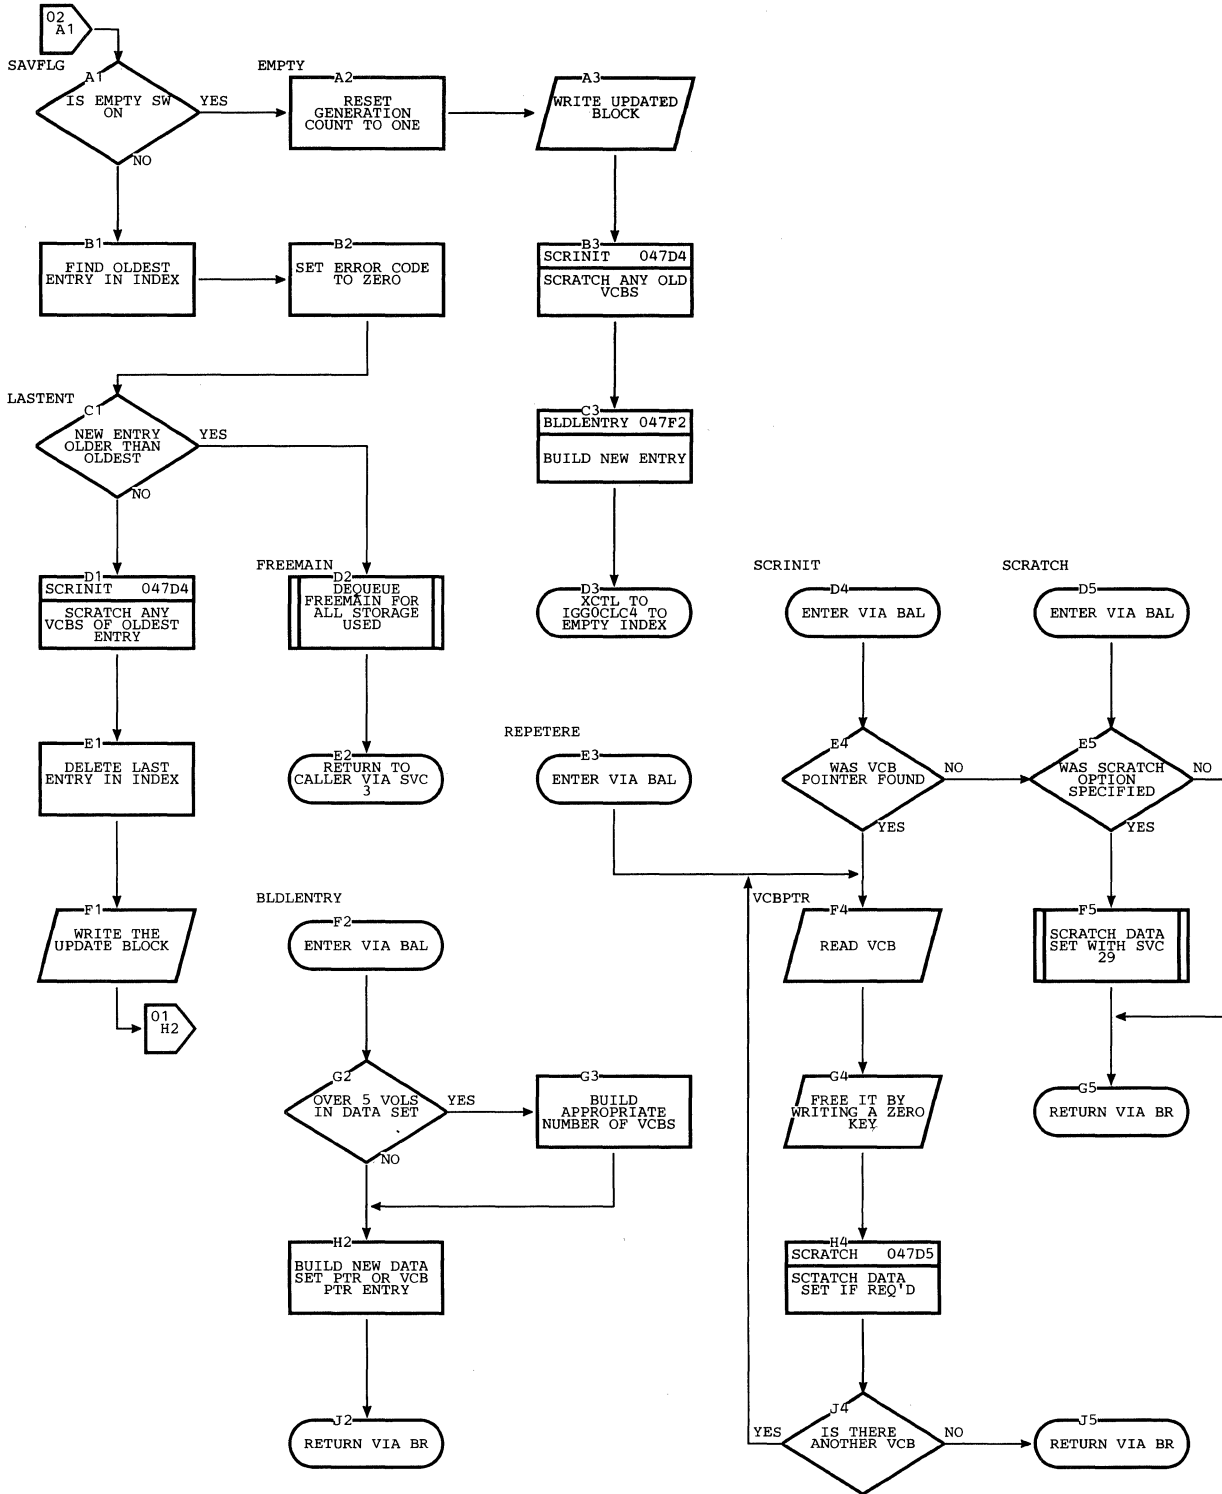 02
A1
SAVFLG
A1
IS EMPTY SW
ON
YES
NO
EMPTY
A2
RESET
GENERATION
COUNT TO ONE
A3
WRITE UPDATED
BLOCK
B1
FIND OLDEST
ENTRY IN INDEX
B2
SET ERROR CODE
TO ZERO
B3
SCRINIT 047D4
SCRATCH ANY OLD
VCBS
LASTENT
C1
NEW ENTRY
OLDER THAN
OLDEST
YES
NO
C3
BLDLENTRY 047F2
BUILD NEW ENTRY
D1
SCRINIT 047D4
SCRATCH ANY
VCBS OF OLDEST
ENTRY
FREEMAIN
D2
DEQUEUE
FREEMAIN FOR
ALL STORAGE
USED
D3
XCTL TO
IGG0CLC4 TO
EMPTY INDEX
SCRINIT
D4
ENTER VIA BAL
SCRATCH
D5
ENTER VIA BAL
E1
DELETE LAST
ENTRY IN INDEX
E2
RETURN TO
CALLER VIA SVC
3
REPETERE
E3
ENTER VIA BAL
E4
WAS VCB
POINTER FOUND
NO
YES
E5
WAS SCRATCH
OPTION
SPECIFIED
NO
YES
F1
WRITE THE
UPDATE BLOCK
BLDLENTRY
F2
ENTER VIA BAL
VCBPTR
F4
READ VCB
F5
SCRATCH DATA
SET WITH SVC
29
01
H2
G2
OVER 5 VOLS
IN DATA SET
YES
NO
G3
BUILD
APPROPRIATE
NUMBER OF VCBS
G4
FREE IT BY
WRITING A ZERO
KEY
G5
RETURN VIA BR
H2
BUILD NEW DATA
SET PTR OR VCB
PTR ENTRY
H4
SCRATCH 047D5
SCTATCH DATA
SET IF REQ'D
J2
RETURN VIA BR
J4
IS THERE
ANOTHER VCB
YES
NO
J5
RETURN VIA BR